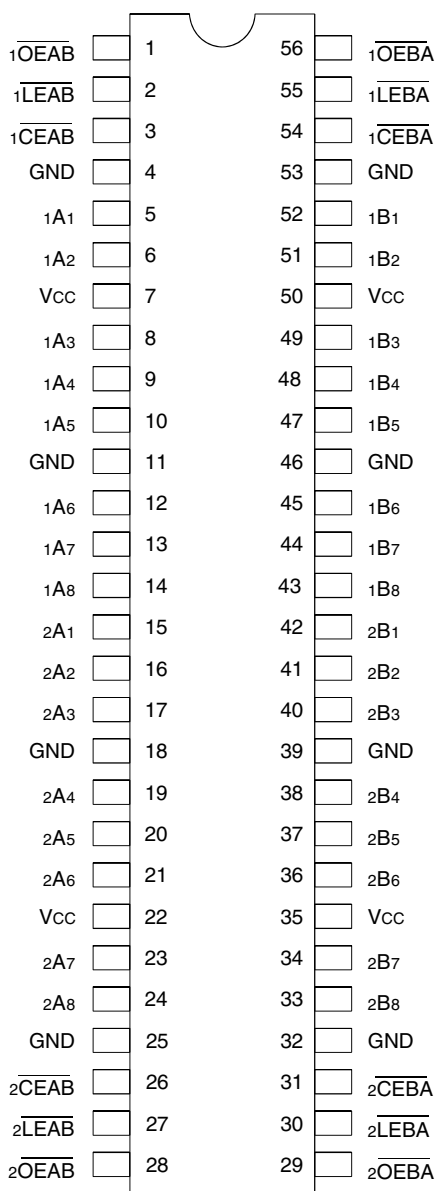 1OEAB 1 56 1OEBA
1LEAB 2 55 1LEBA
1CEAB 3 54 1CEBA
GND 4 53 GND
1A1 5 52 1B1
1A2 6 51 1B2
VCC 7 50 VCC
1A3 8 49 1B3
1A4 9 48 1B4
1A5 10 47 1B5
GND 11 46 GND
1A6 12 45 1B6
1A7 13 44 1B7
1A8 14 43 1B8
2A1 15 42 2B1
2A2 16 41 2B2
2A3 17 40 2B3
GND 18 39 GND
2A4 19 38 2B4
2A5 20 37 2B5
2A6 21 36 2B6
VCC 22 35 VCC
2A7 23 34 2B7
2A8 24 33 2B8
GND 25 32 GND
2CEAB 26 31 2CEBA
2LEAB 27 30 2LEBA
2OEAB 28 29 2OEBA